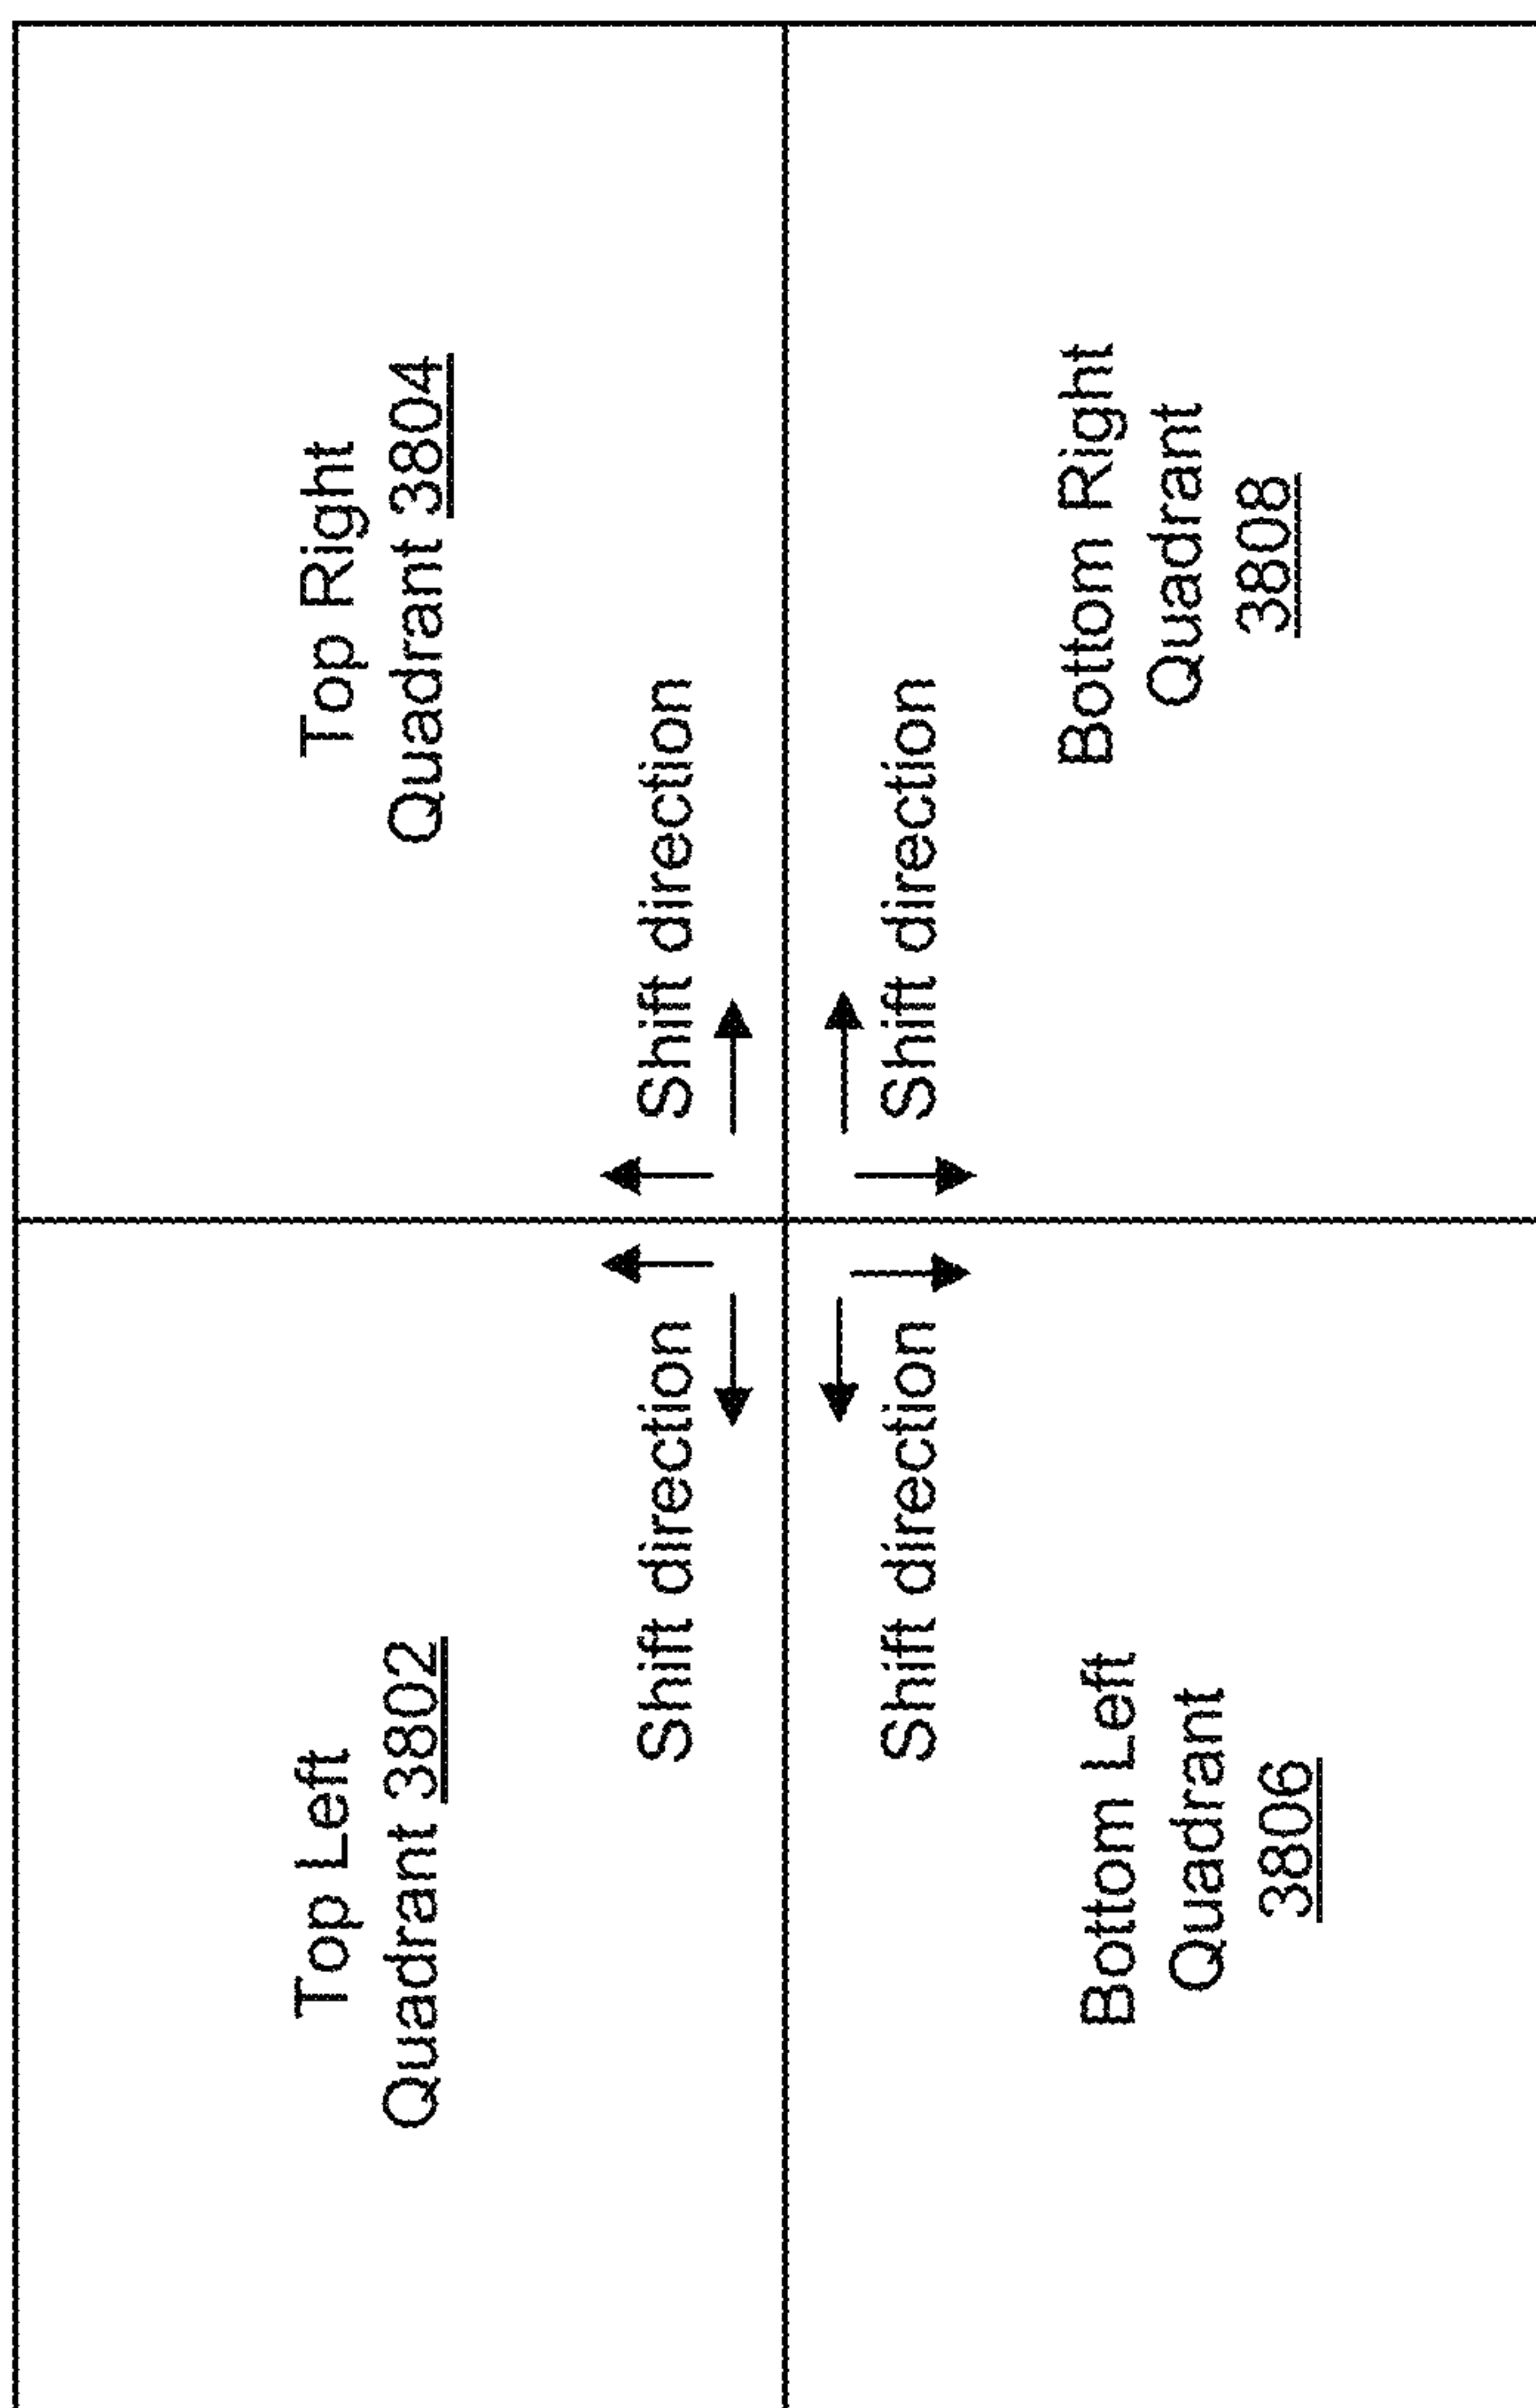 Top Left
Quadrant 3802
Shift direction
Top Right
Quadrant 3804
Shift direction
Shift direction
Bottom Left
Quadrant
3806
Shift direction
Bottom Right
Quadrant
3808